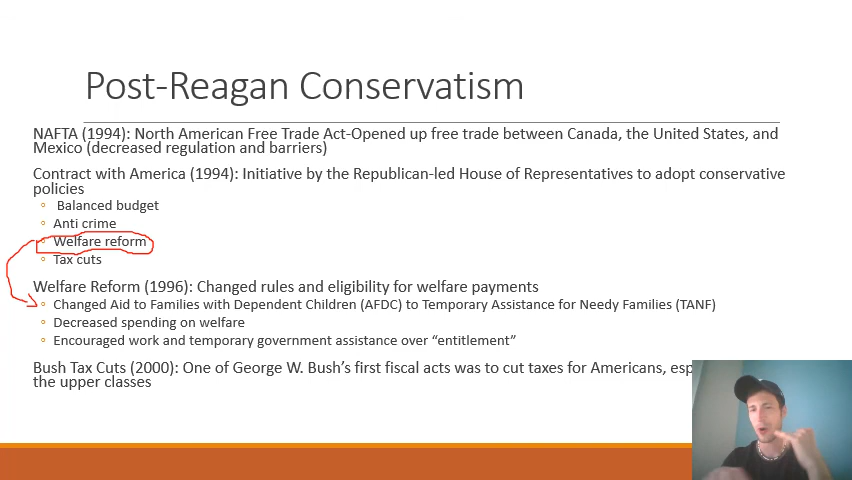 Post-Reagan Conservatism
NAFTA (1994): North American Free Trade Act-Opened up free trade between Canada, the United States, and
Mexico (decreased regulation and barriers)
Contract with America (1994): Initiative by the Republican-led House of Representatives to adopt conservative
policies
Balanced budget
Anti crime
Welfare reform
Tax cuts
Welfare Reform (1996): Changed rules and eligibility for welfare payments
Changed Aid to Families with Dependent Children (AFDC) to Temporary Assistance for Needy Families (TANF)
Decreased spending on welfare
Encouraged work and temporary government assistance over “entitlement”
Bush Tax Cuts (2000): One of George W. Bush’s first fiscal acts was to cut taxes for Americans,
the upper classes